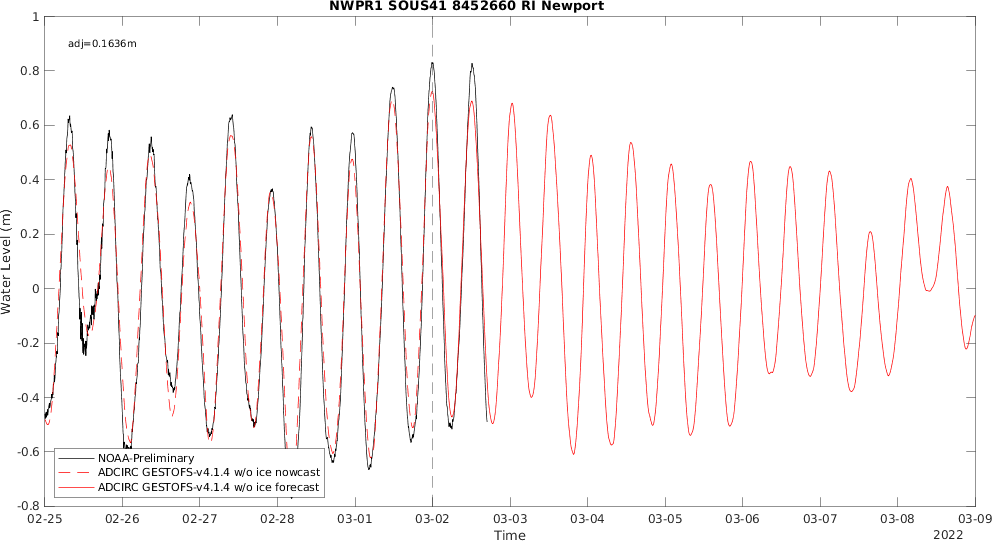 NWPR1 SOUS41 8452660 RI Newport
adj=0.1636m
1
0.8
0.6
0.4
0.2
0
-0.2
-0.4
-0.6
-0.8
Water Level (m)
NOAA-Preliminary
ADCIRC GESTOFS-v4.1.4 w/o ice nowcast
ADCIRC GESTOFS-v4.1.4 w/o ice forecast
02-25 02-26 02-27 02-28 03-01 03-02 03-03 03-04 03-05 03-06 03-07 03-08 03-09
Time
2022